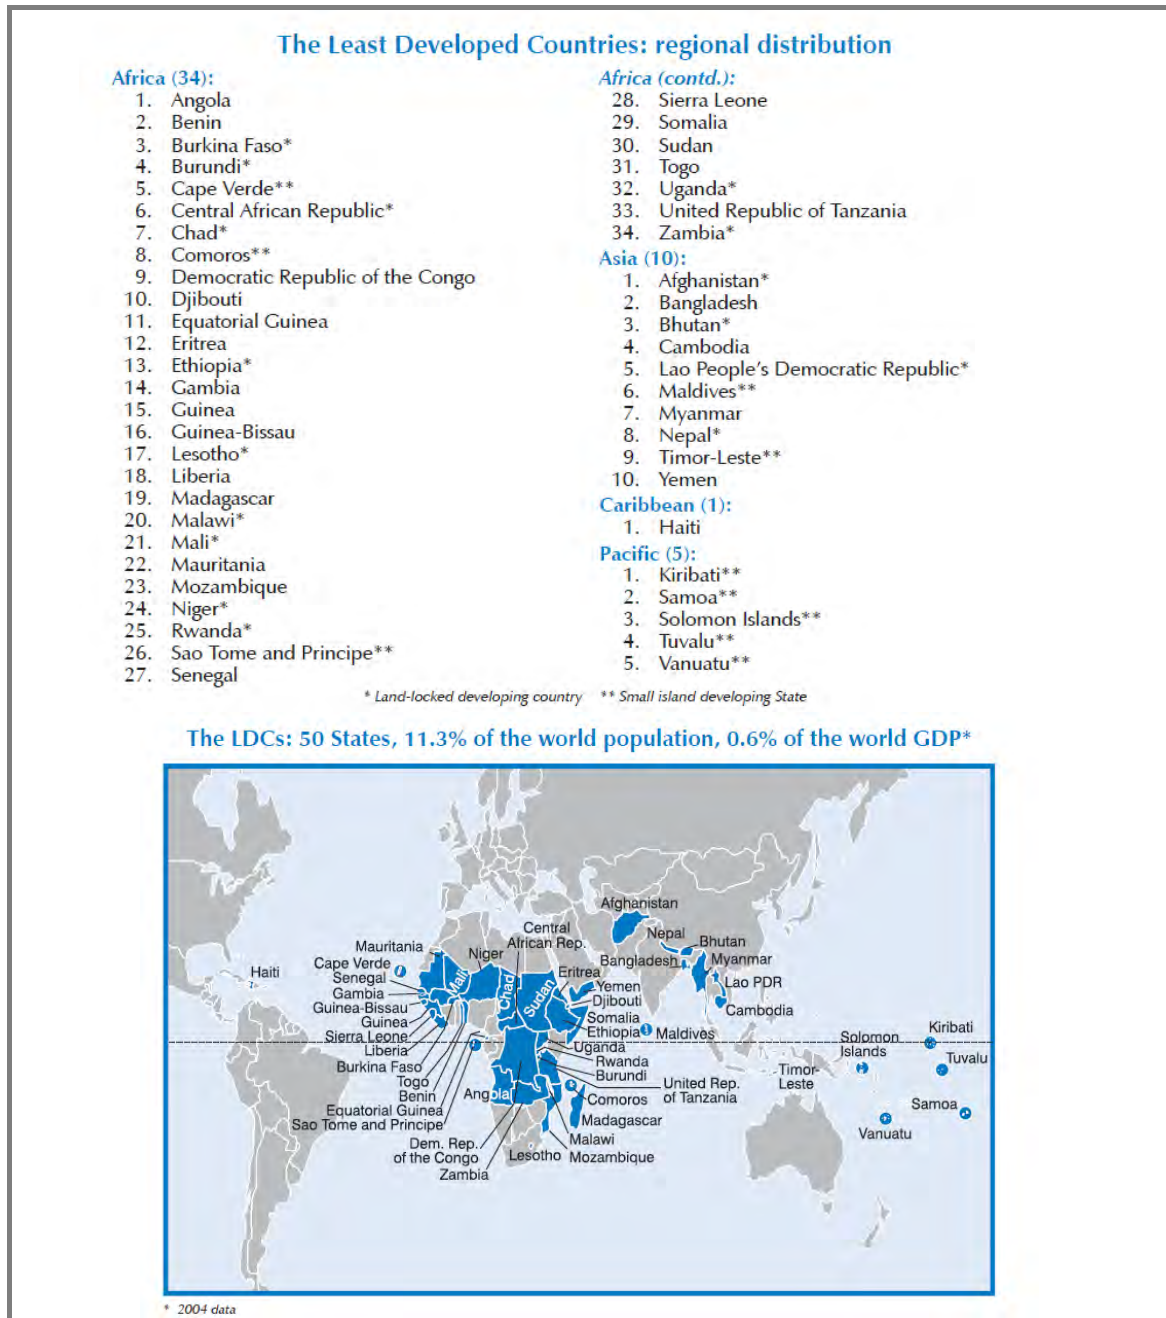 The Least Developed Countries: regional distribution
Africa (34):
1. Angola
2. Benin
3. Burkina Faso*
4. Burundi*
5. Cape Verde**
6. Central African Republic*
7. Chad*
8. Comoros**
9. Democratic Republic of the Congo
10. Djibouti
11. Equatorial Guinea
12. Eritrea
13. Ethiopia*
14. Gambia
15. Guinea
16. Guinea-Bissau
17. Lesotho*
18. Liberia
19. Madagascar
20. Malawi*
21. Mali*
22. Mauritania
23. Mozambique
24. Niger*
25. Rwanda*
26. Sao Tome and Principe**
27. Senegal
Africa (contd.):
28. Sierra Leone
29. Somalia
30. Sudan
31. Togo
32. Uganda*
33. United Republic of Tanzania
34. Zambia*
Asia (10):
1. Afghanistan*
2. Bangladesh
3. Bhutan*
4. Cambodia
5. Lao People's Democratic Republic*
6. Maldives**
7. Myanmar
8. Nepal*
9. Timor-Leste**
10. Yemen
Caribbean (1):
1. Haiti
Pacific (5):
1. Kiribati**
2. Samoa**
3. Solomon Islands**
4. Tuvalu**
5. Vanuatu**
* Land-locked developing country ** Small island developing State
The LDCs: 50 States, 11.3% of the world population, 0.6% of the world GDP*
Afghanistan
Nepal
Bhutan
Bangladesh
Myanmar
Lao PDR
Cambodia
Central
African Rep.
Mauritania
Niger
Cape Verde
Haiti
Senegal
Mali
Chad
Sudan
Eritrea
Yemen
Djibouti
Gambia
Guinea-Bissau
Guinea
Somalia
Ethiopia
Maldives
Sierra Leone
Liberia
Uganda
Rwanda
Burundi
Burkina Faso
Togo
Benin
Angola
United Rep.
of Tanzania
Comoros
Equatorial Guinea
Sao Tome and Principe
Madagascar
Dem. Rep.
of the Congo
Malawi
Lesotho
Mozambique
Zambia
Solomon
Islands
Kiribati
Tuvalu
Timor-
Leste
Samoa
Vanuatu
* 2004 data